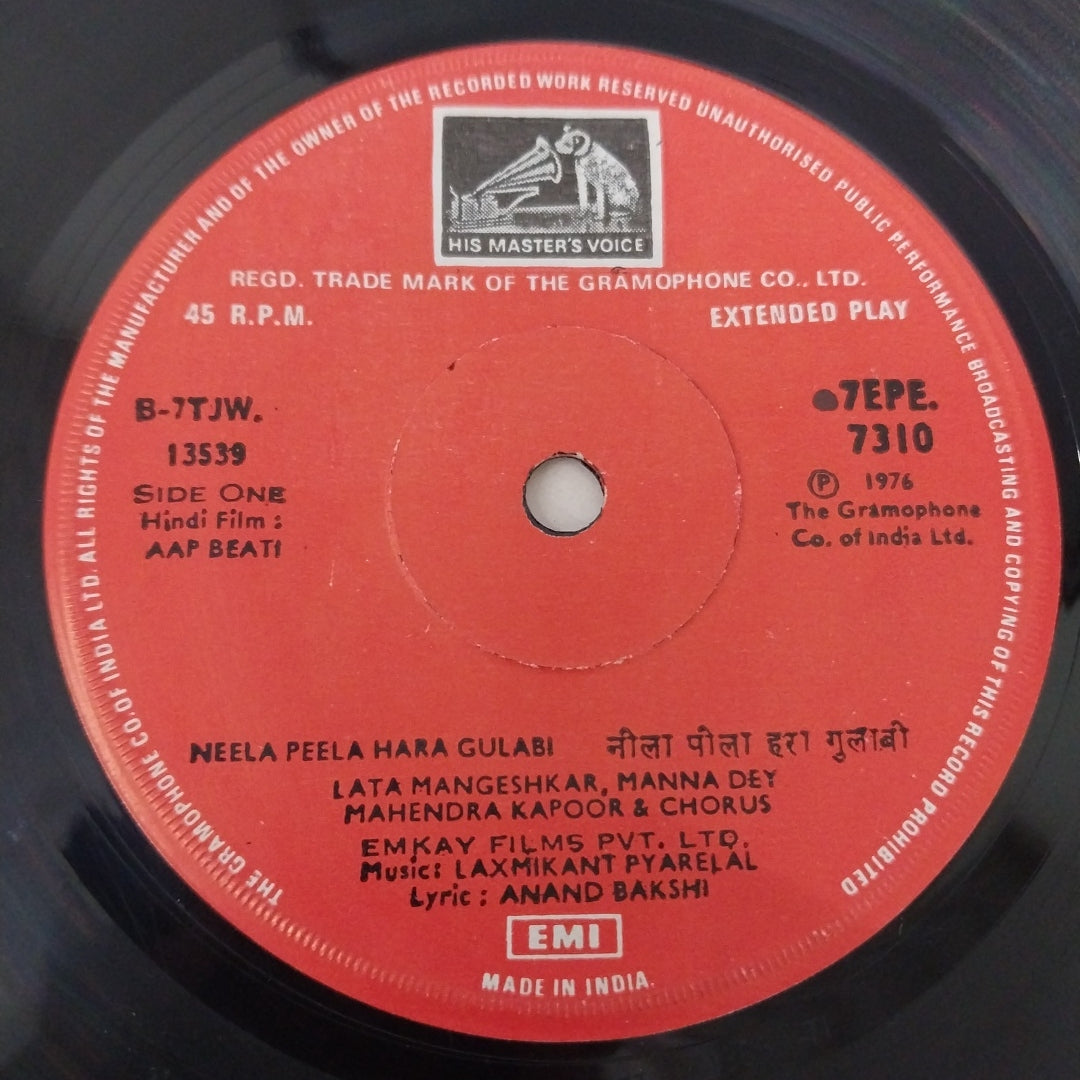 THE GRAMOPHONE CO. OF INDIA LTD. ALL RIGHTS OF THE MANUFACTURER AND OF THE OWNER OF THE RECORDED WORK RESERVED UNAUTHORISED PUBLIC PERFORMANCE BROADCASTING AND COPYING OF THIS RECORD PROHIBITED
HIS MASTER'S VOICE
REGD. TRADE MARK OF THE GRAMOPHONE CO., LTD.
45 R.P.M. EXTENDED PLAY
B-7TJW. 7EPE.
13539 7310
SIDE ONE ℗ 1976
Hindi Film : The Gramophone
AAP BEATI Co. of India Ltd.
NEELA PEELA HARA GULABI नीला पीला हरा गुलाबी
LATA MANGESHKAR, MANNA DEY
MAHENDRA KAPOOR & CHORUS
EMKAY FILMS PVT. LTD.
Music: LAXMIKANT PYARELAL
Lyric : ANAND BAKSHI
EMI
MADE IN INDIA.